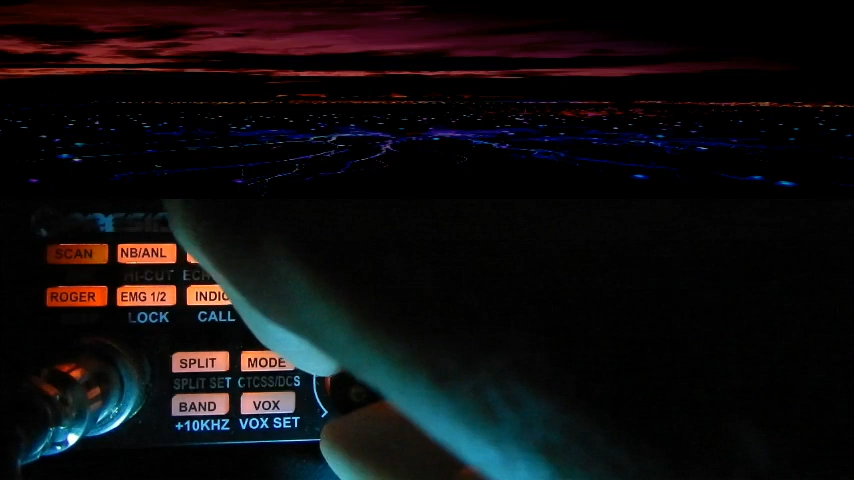 SCAN NB/ANL
HI-CUT
ROGER EMG 1/2
LOCK CALL
SPLIT MODE
SPLIT SET CTCSS/DCS
BAND VOX
+10KHZ VOX SET